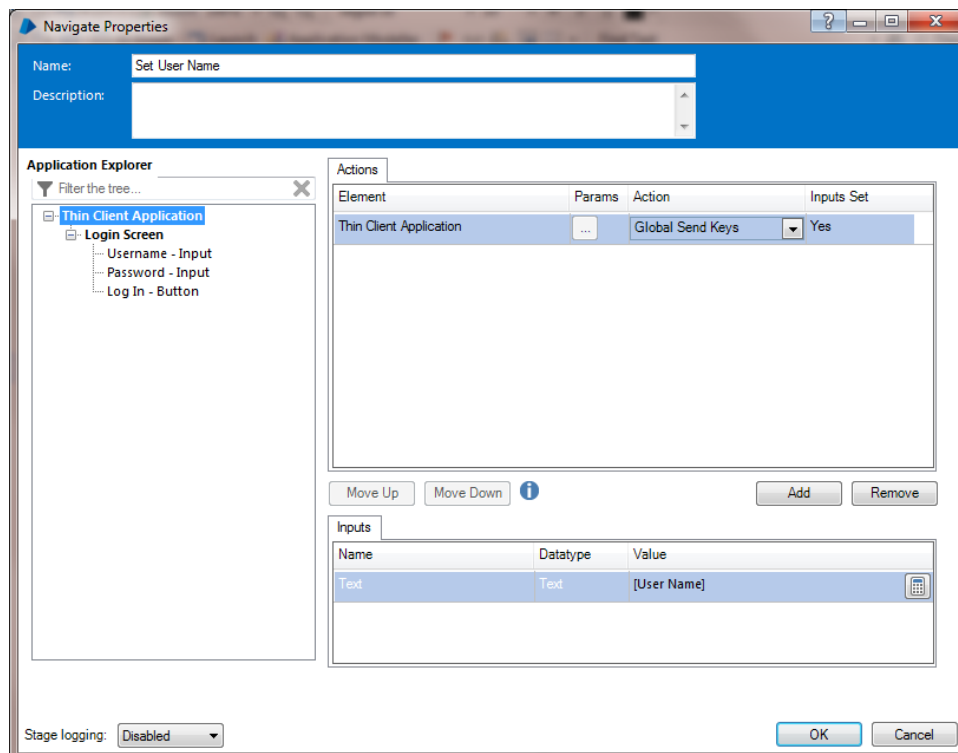 Navigate Properties
Name: Set User Name
Description:
Application Explorer
Filter the tree...
Thin Client Application
Login Screen
Username - Input
Password - Input
Log In - Button
Actions
Element Params Action Inputs Set
Thin Client Application ... Global Send Keys Yes
Move Up Move Down i Add Remove
Inputs
Name Datatype Value
Text Text [User Name]
Stage logging: Disabled OK Cancel